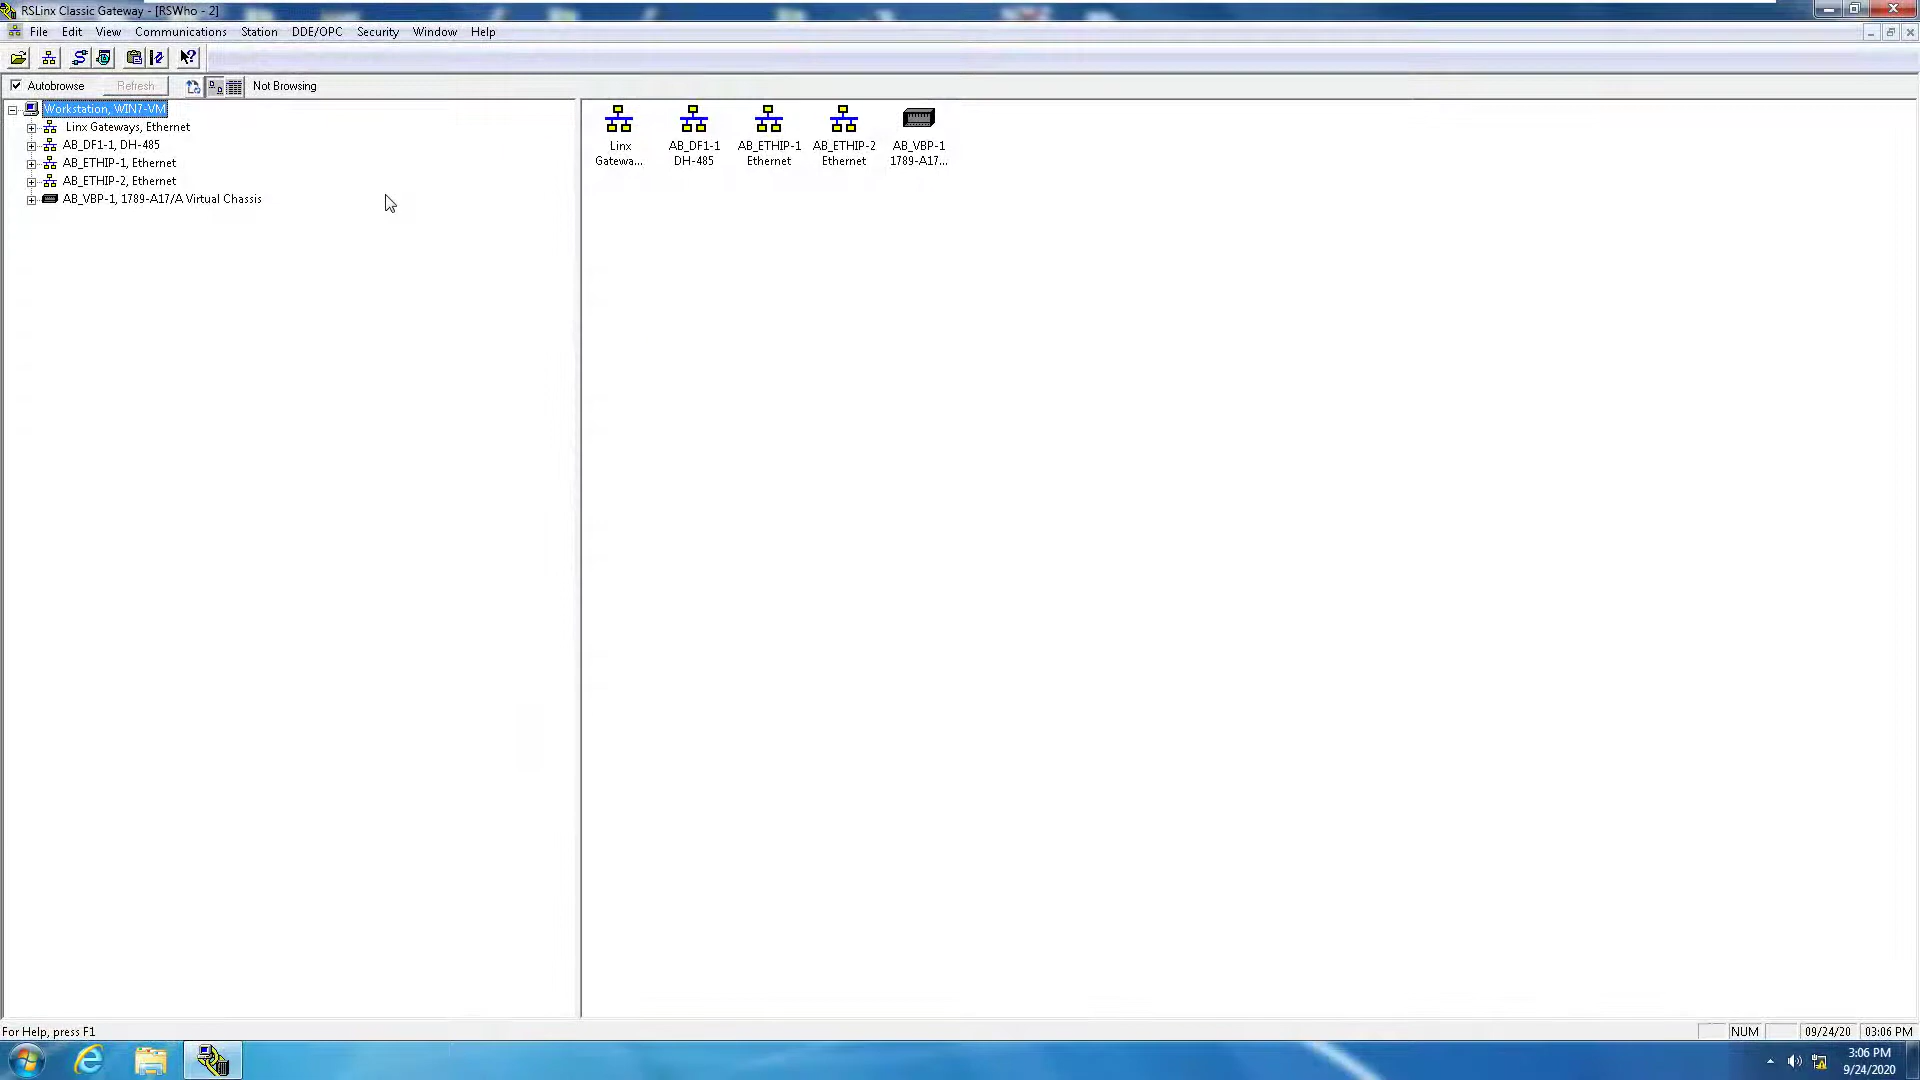 RSLinx Classic Gateway - [RSWho - 2]
File Edit View Communications Station DDE/OPC Security Window Help
Autobrowse Refresh Not Browsing
Workstation, WIN7-VM
Linx Gateways, Ethernet
AB_DF1-1, DH-485
AB_ETHIP-1, Ethernet
AB_ETHIP-2, Ethernet
AB_VBP-1, 1789-A17/A Virtual Chassis
Linx Gatewa...
AB_DF1-1 DH-485
AB_ETHIP-1 Ethernet
AB_ETHIP-2 Ethernet
AB_VBP-1 1789-A17...
For Help, press F1
NUM 09/24/20 03:06 PM
3:06 PM
9/24/2020